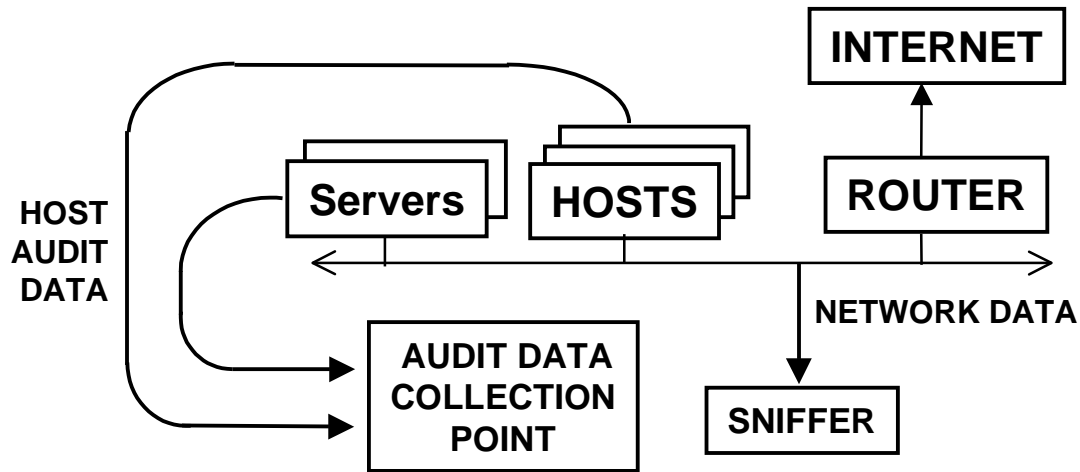 INTERNET
Servers
HOSTS
ROUTER
HOST
AUDIT
DATA
NETWORK DATA
AUDIT DATA
COLLECTION
POINT
SNIFFER